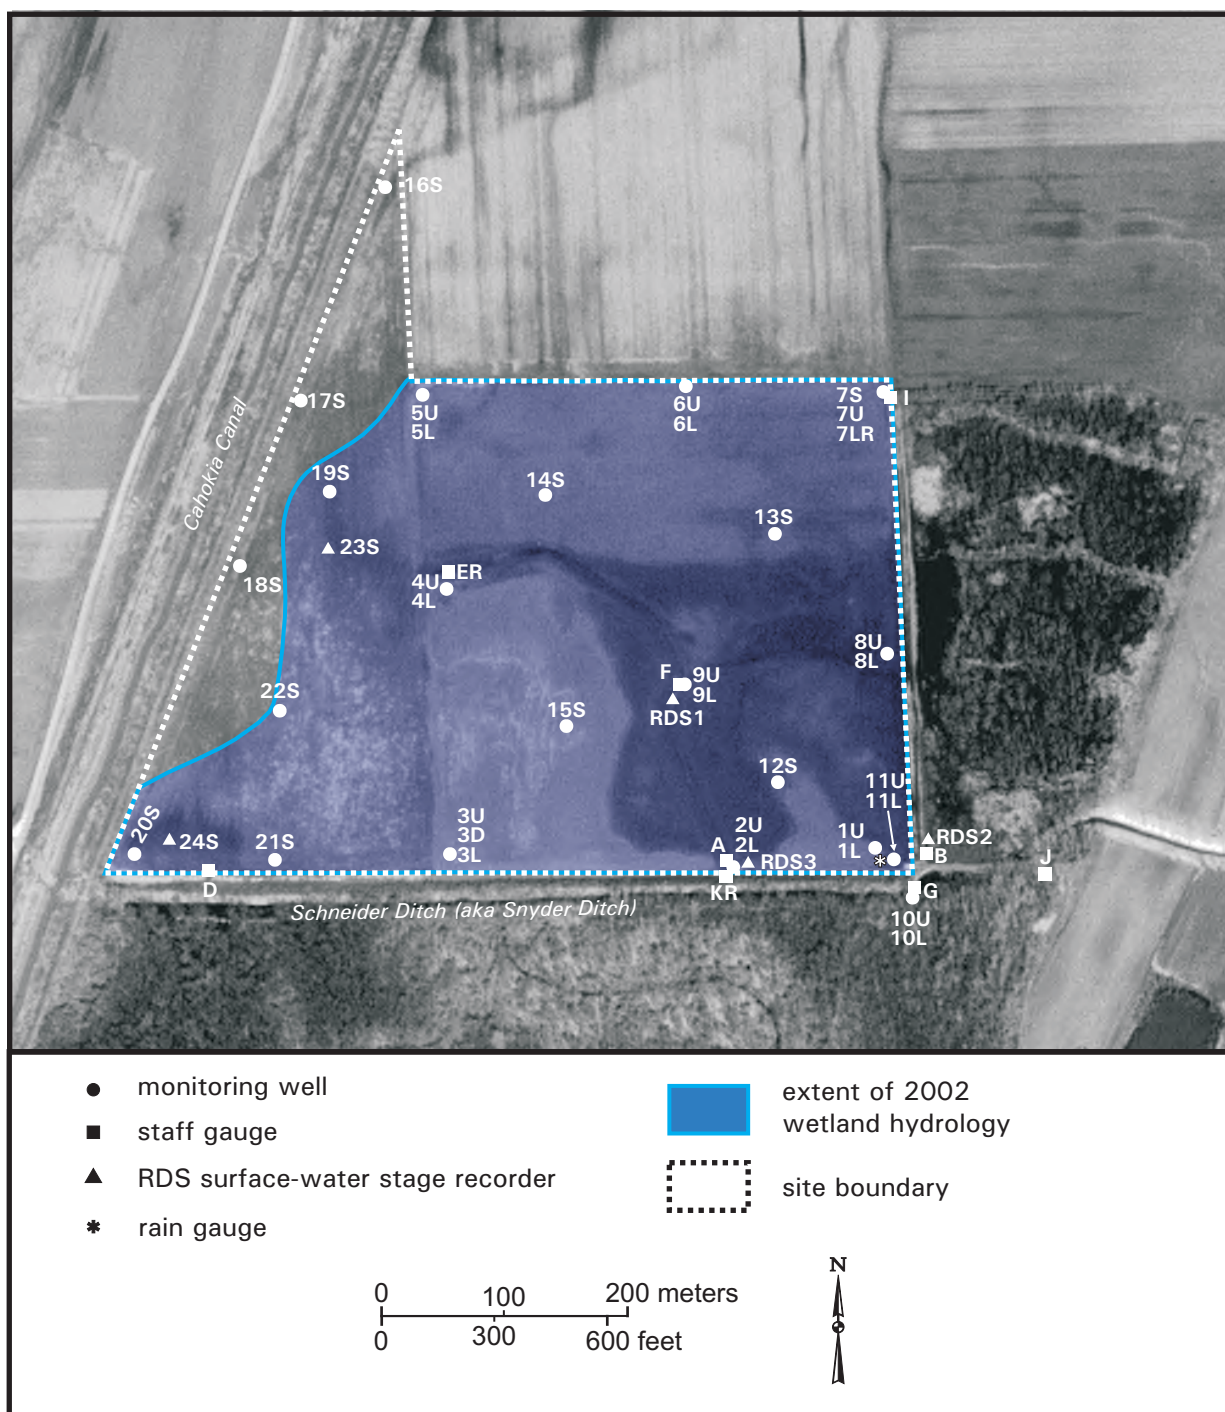 16S
17S
5U
5L
6U
6L
7S
7U
7LR
I
Cahokia Canal
19S
14S
13S
23S
18S
ER
4U
4L
8U
8L
F
9U
9L
22S
RDS1
15S
12S
11U
11L
20S
24S
21S
3U
3D
3L
2U
2L
A
RDS3
1U
1L
*
RDS2
B
J
D
KR
G
Schneider Ditch (aka Snyder Ditch)
10U
10L
monitoring well
staff gauge
RDS surface-water stage recorder
* rain gauge
extent of 2002
wetland hydrology
site boundary
N
0 100 200 meters
0 300 600 feet